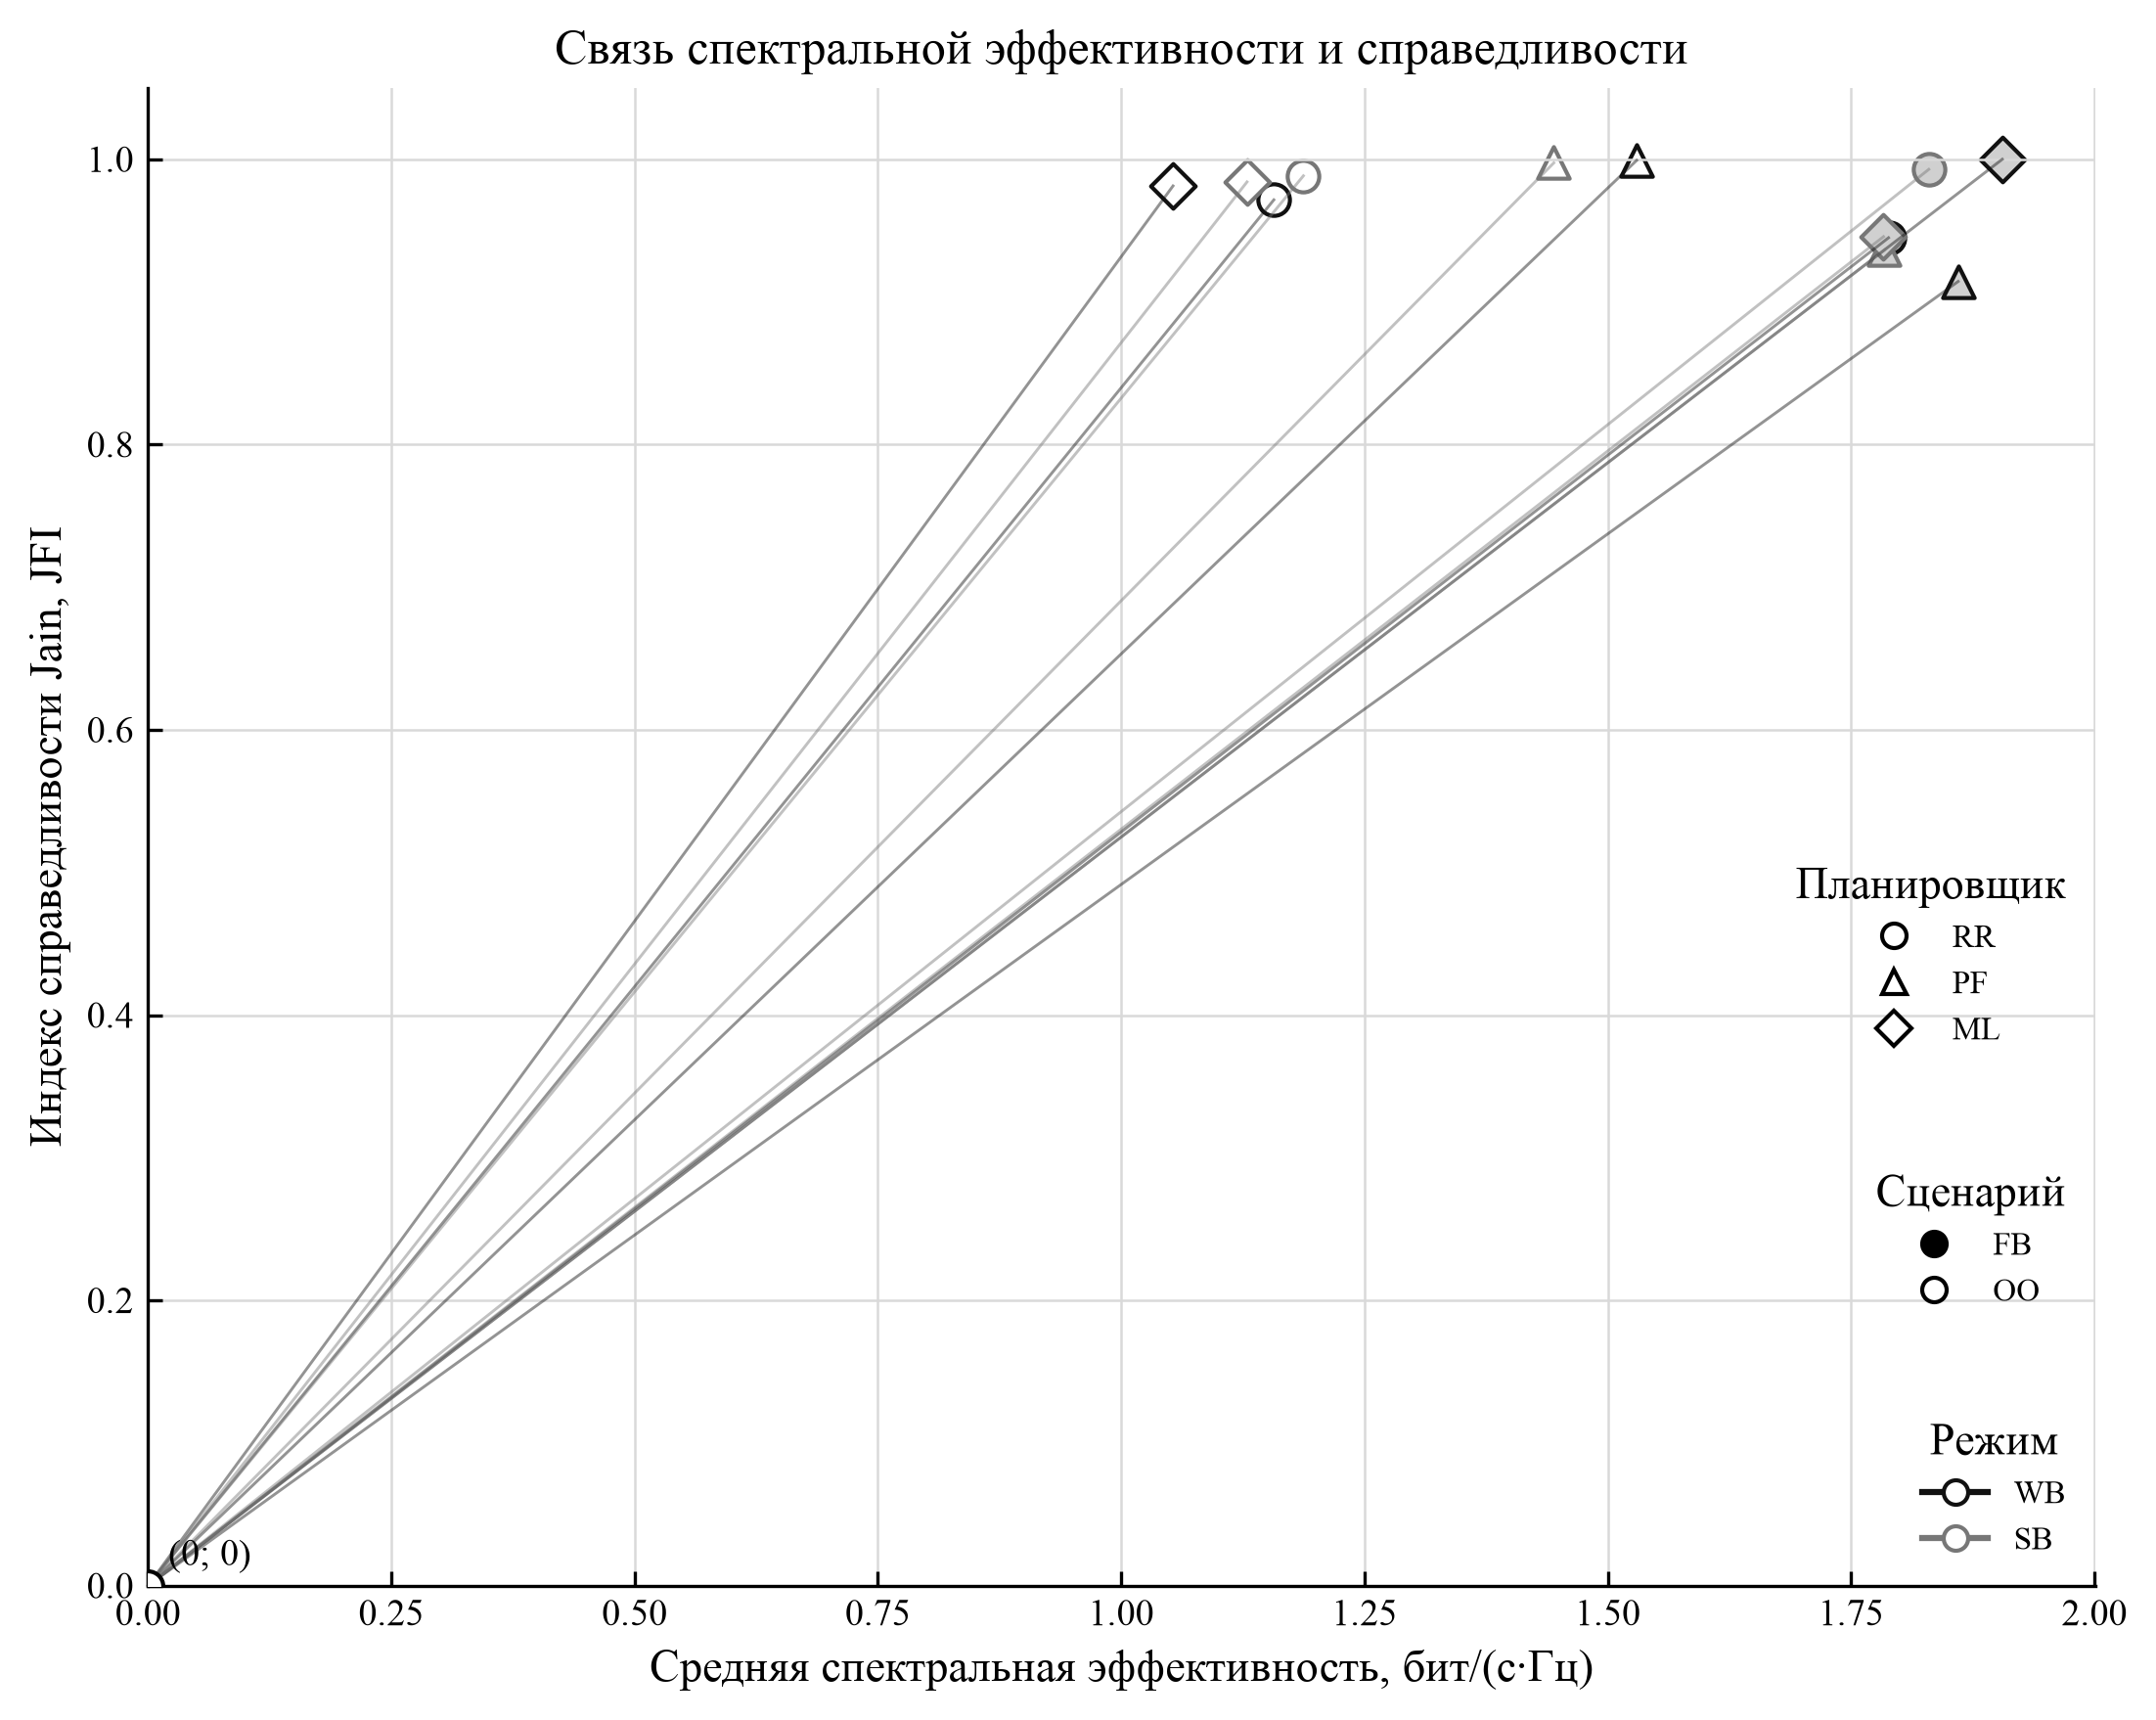 Связь спектральной эффективности и справедливости
Индекс справедливости Jain, JFI
1.0
0.8
0.6
0.4
0.2
0.0
Планировщик
RR
PF
ML
Сценарий
FB
OO
Режим
WB
SB
(0; 0)
0.00 0.25 0.50 0.75 1.00 1.25 1.50 1.75 2.00
Средняя спектральная эффективность, бит/(с·Гц)